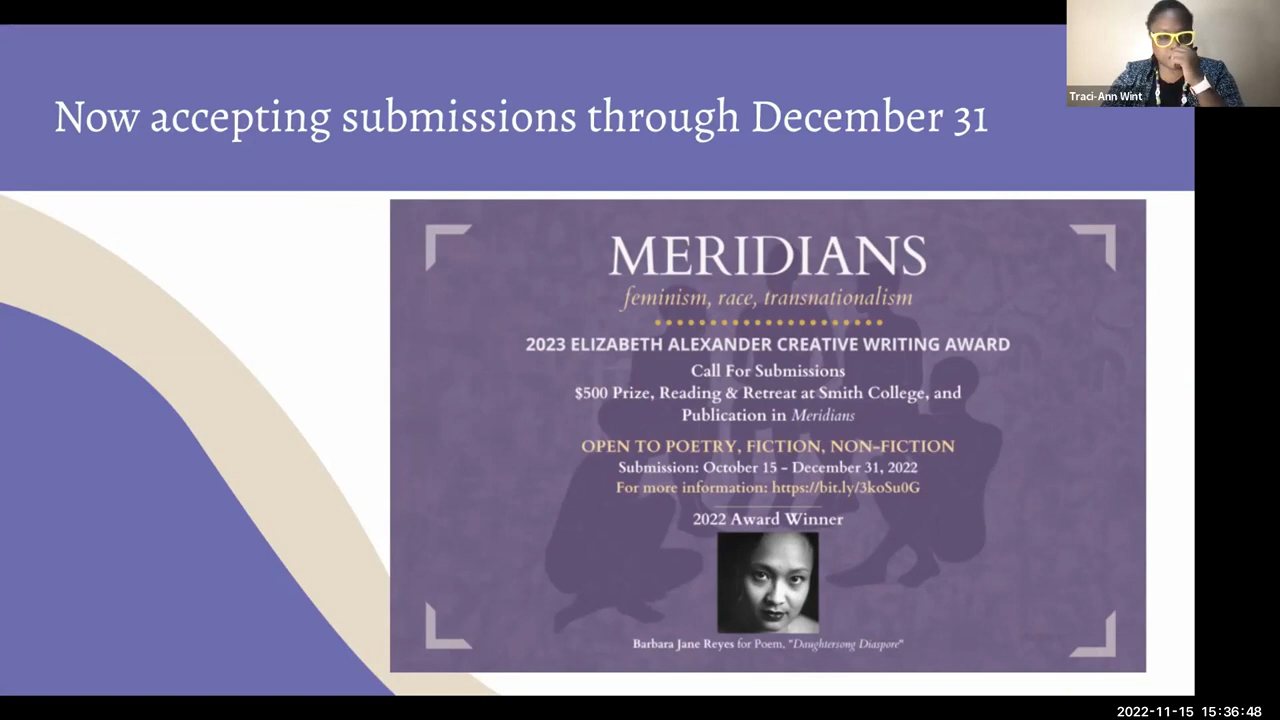 Now accepting submissions through December 31
Traci-Ann Wint
MERIDIANS
feminism, race, transnationalism
2023 ELIZABETH ALEXANDER CREATIVE WRITING AWARD
Call For Submissions
$500 Prize, Reading & Retreat at Smith College, and
Publication in Meridians
OPEN TO POETRY, FICTION, NON-FICTION
Submission: October 15 - December 31, 2022
For more information: https://bit.ly/3koSu0G
2022 Award Winner
Barbara Jane Reyes for Poem, "Daughtersong Diaspore"
2022-11-15 15:36:48